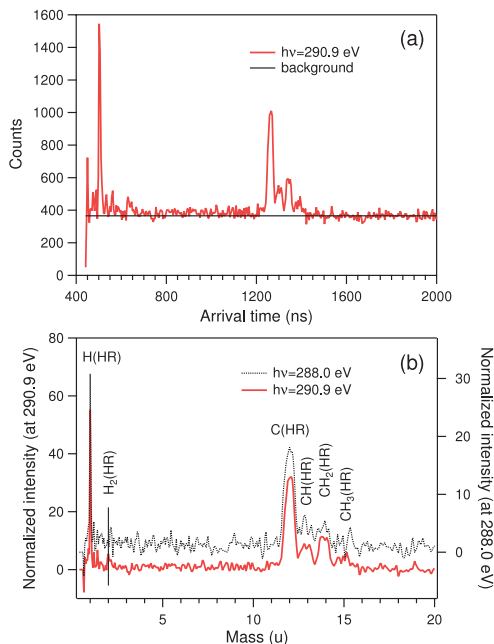 1600
1400
1200
1000
800
600
400
200
0
Counts
(a)
hν=290.9 eV
background
400
800
1200
1600
2000
Arrival time (ns)
80
60
40
20
0
Normalized intensity (at 290.9 eV)
H(HR)
(b)
hν=288.0 eV
hν=290.9 eV
H₂(HR)
C(HR)
CH(HR)
CH₂(HR)
CH₃(HR)
30
20
10
0
Normalized intensity (at 288.0 eV)
5
10
15
20
Mass (u)